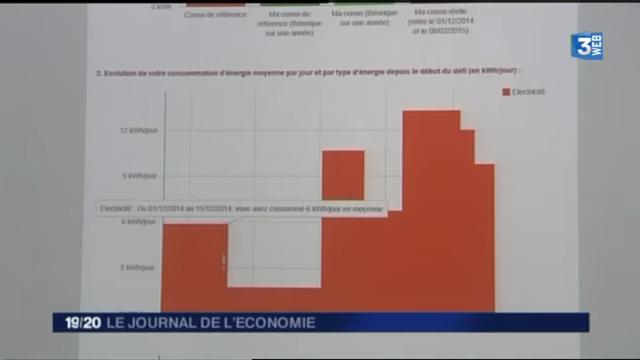 0 kWh
Conso de référence
Ma conso de
référence (théorique
sur une année)
Ma conso (théorique
sur une année)
Ma conso réelle
(entre le 01/12/2014
et le 08/02/2015)
3 WEB
2. Evolution de votre consommation d'énergie moyenne par jour et par type d'énergie depuis le début du défi (en kWh/jour) :
Electricité
12 kWh/jour
9 kWh/jour
Electricité : Du 01/12/2014 au 15/12/2014, vous avez consommé 6 kWh/jour en moyenne
6 kWh/jour
3 kWh/jour
19/20 LE JOURNAL DE L'ECONOMIE